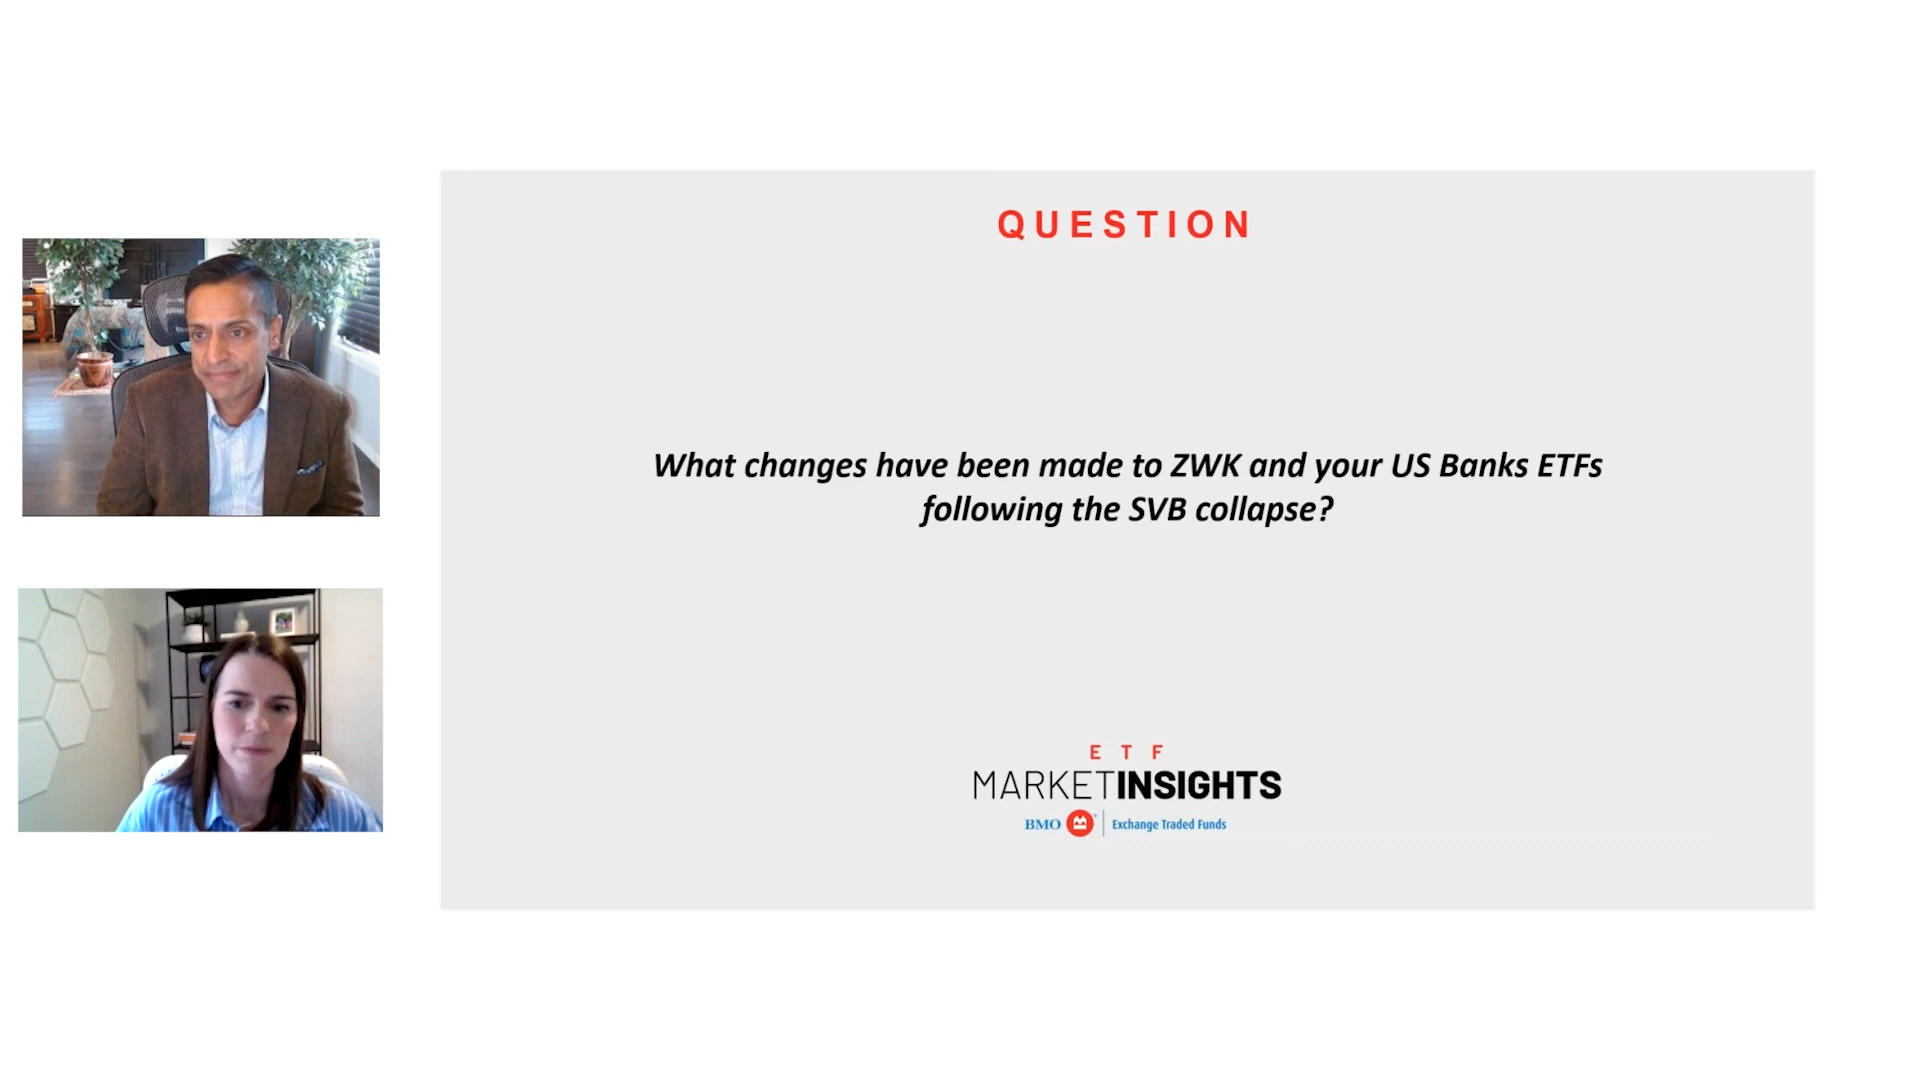 QUESTION
What changes have been made to ZWK and your US Banks ETFs
following the SVB collapse?
ETF
MARKETINSIGHTS
BMO Exchange Traded Funds